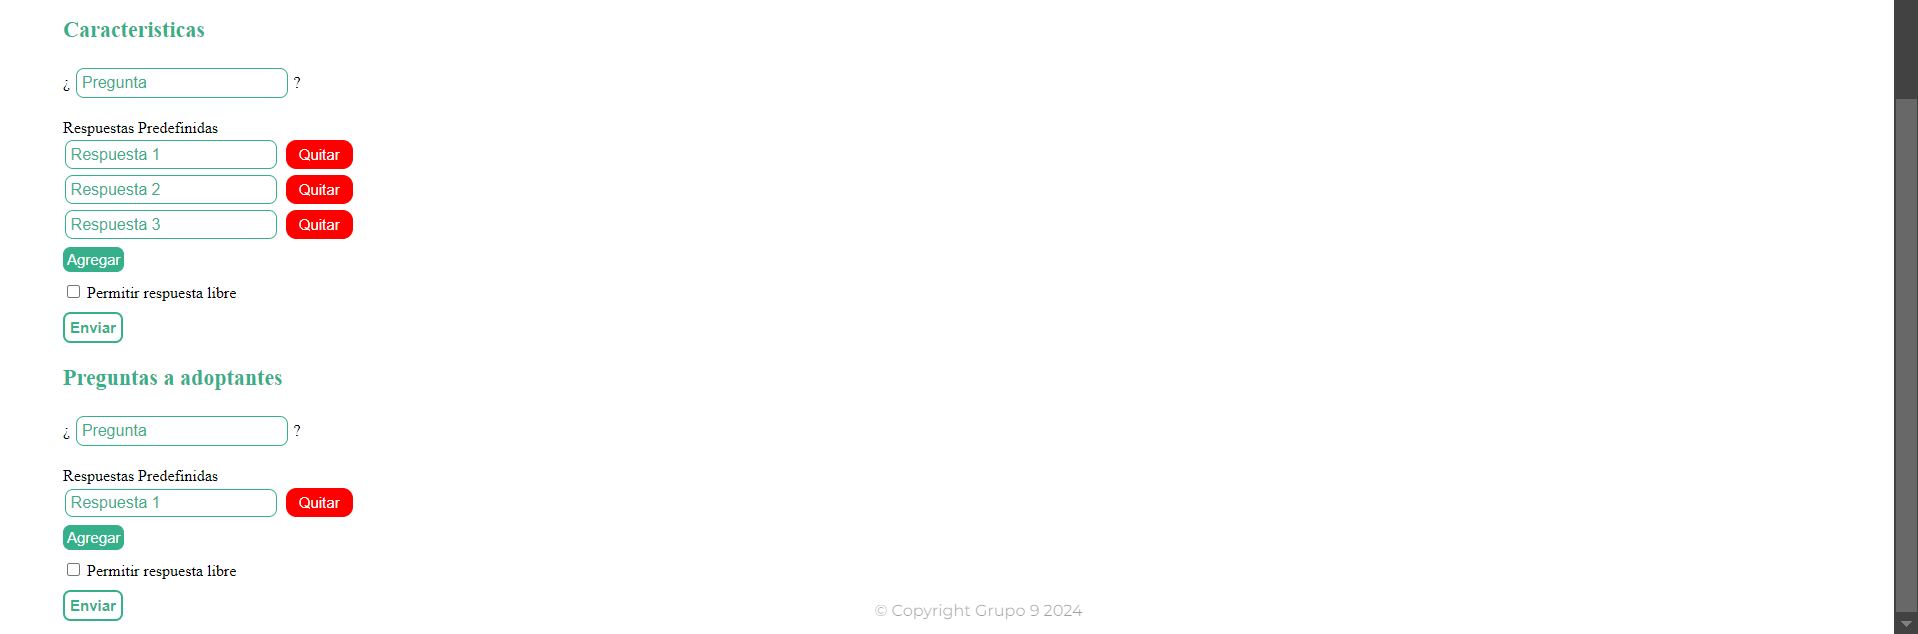 Caracteristicas
¿ Pregunta ?
Respuestas Predefinidas
Respuesta 1 Quitar
Respuesta 2 Quitar
Respuesta 3 Quitar
Agregar
Permitir respuesta libre
Enviar
Preguntas a adoptantes
¿ Pregunta ?
Respuestas Predefinidas
Respuesta 1 Quitar
Agregar
Permitir respuesta libre
Enviar
© Copyright Grupo 9 2024